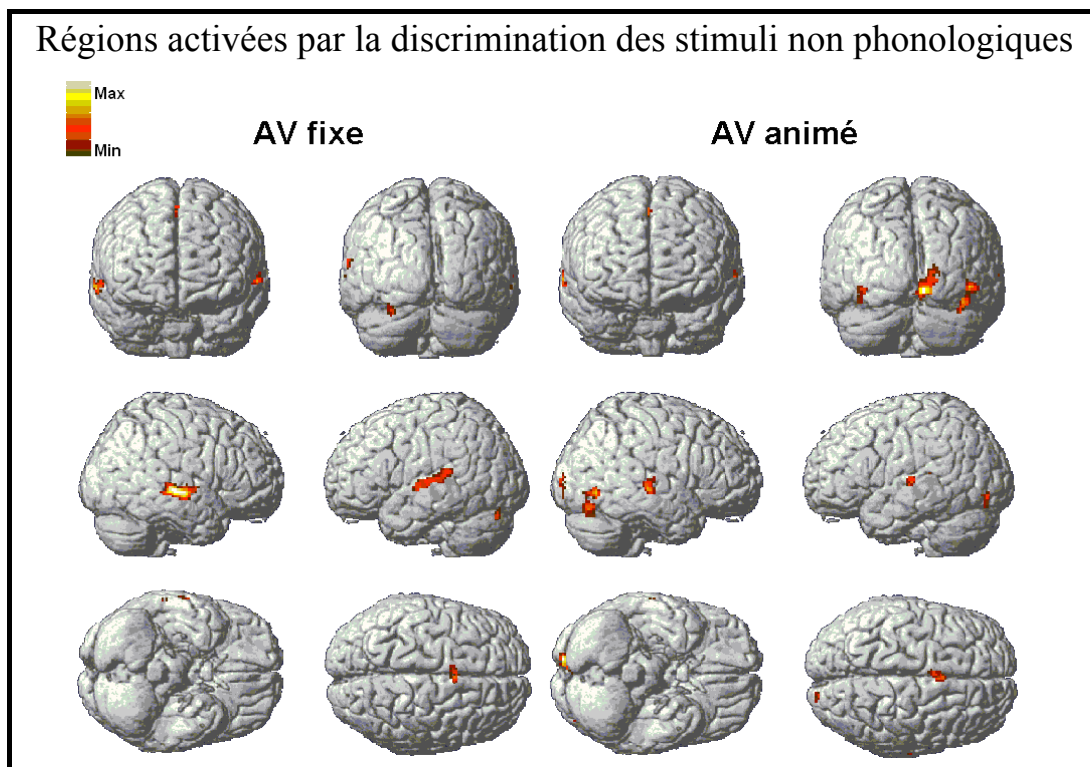 Régions activées par la discrimination des stimuli non phonologiques
Max
Min
AV fixe
AV animé